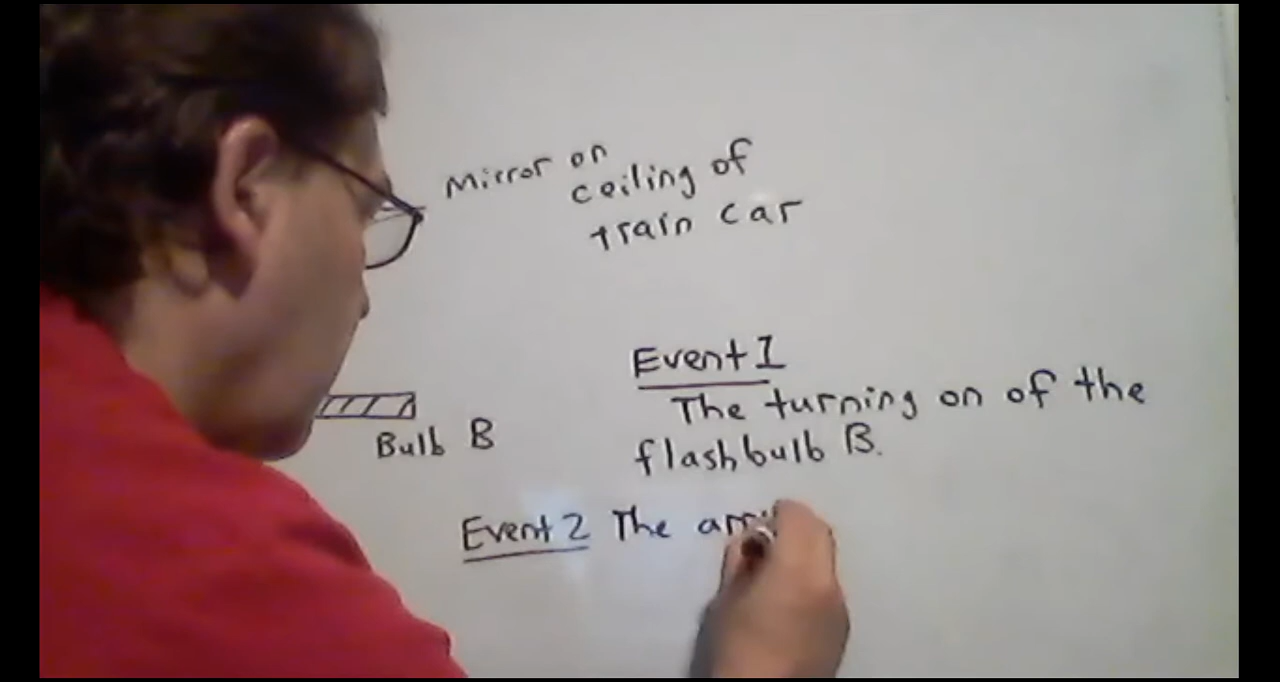 Mirror on
ceiling of
train car
Event 1
The turning on of the
flashbulb B.
Bulb B
Event 2 The